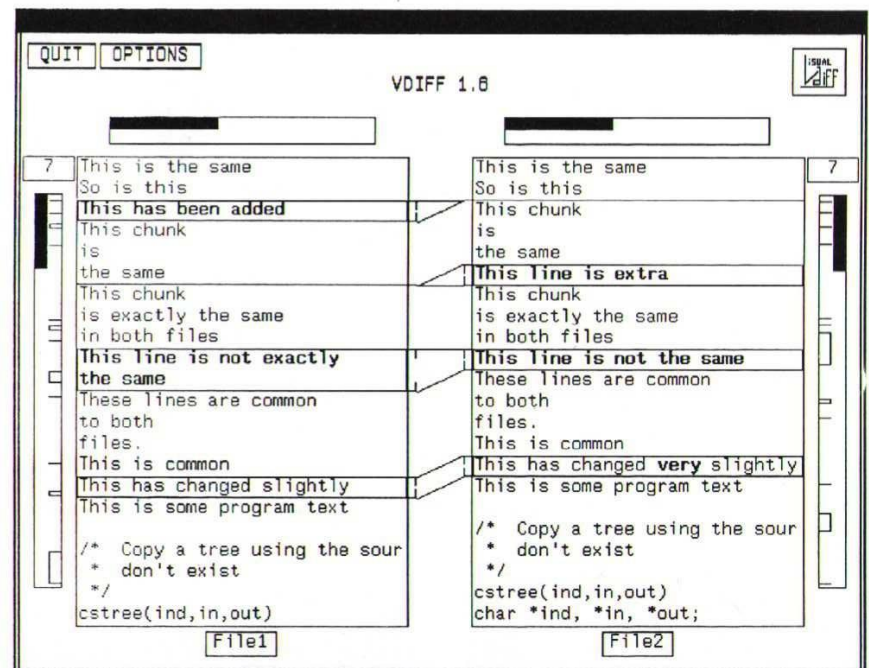 QUIT OPTIONS
VDIFF 1.6
iSUAL
Diff
7
This is the same
So is this
This has been added
This chunk
is
the same
This chunk
is exactly the same
in both files
This line is not exactly
the same
These lines are common
to both
files.
This is common
This has changed slightly
This is some program text
/* Copy a tree using the sour
* don't exist
*/
cstree(ind,in,out)
File1
This is the same
So is this
This chunk
is
the same
This line is extra
This chunk
is exactly the same
in both files
This line is not the same
These lines are common
to both
files.
This is common
This has changed very slightly
This is some program text
/* Copy a tree using the sour
* don't exist
*/
cstree(ind,in,out)
char *ind, *in, *out;
7
File2